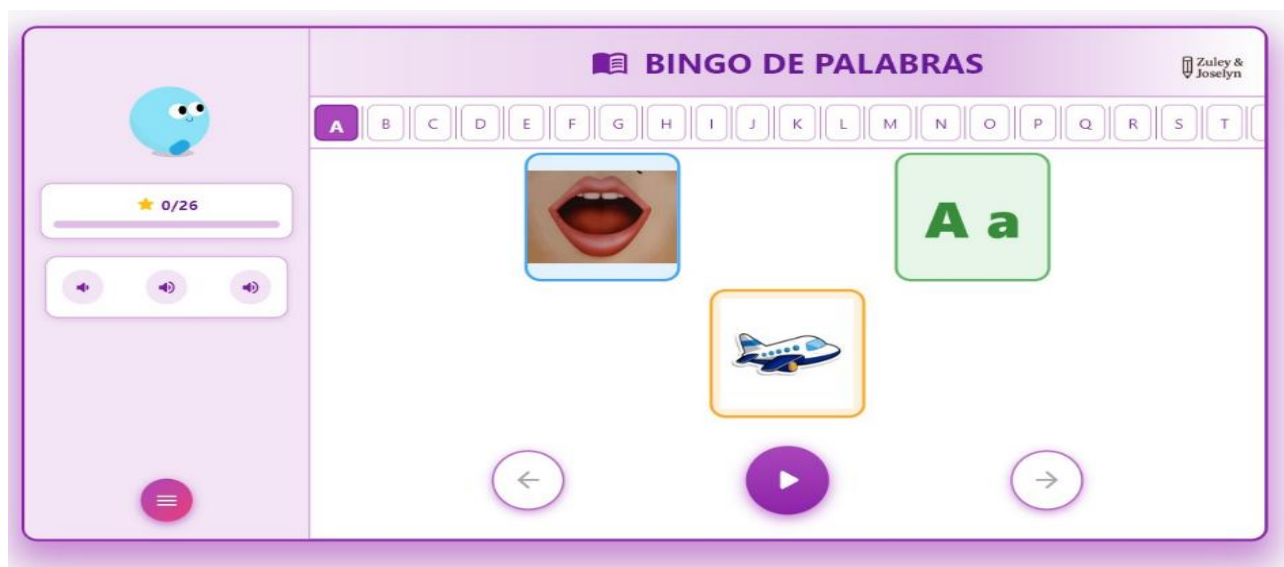 BINGO DE PALABRAS
Zuley &
Joselyn
A B C D E F G H I J K L M N O P Q R S T
0/26
A a